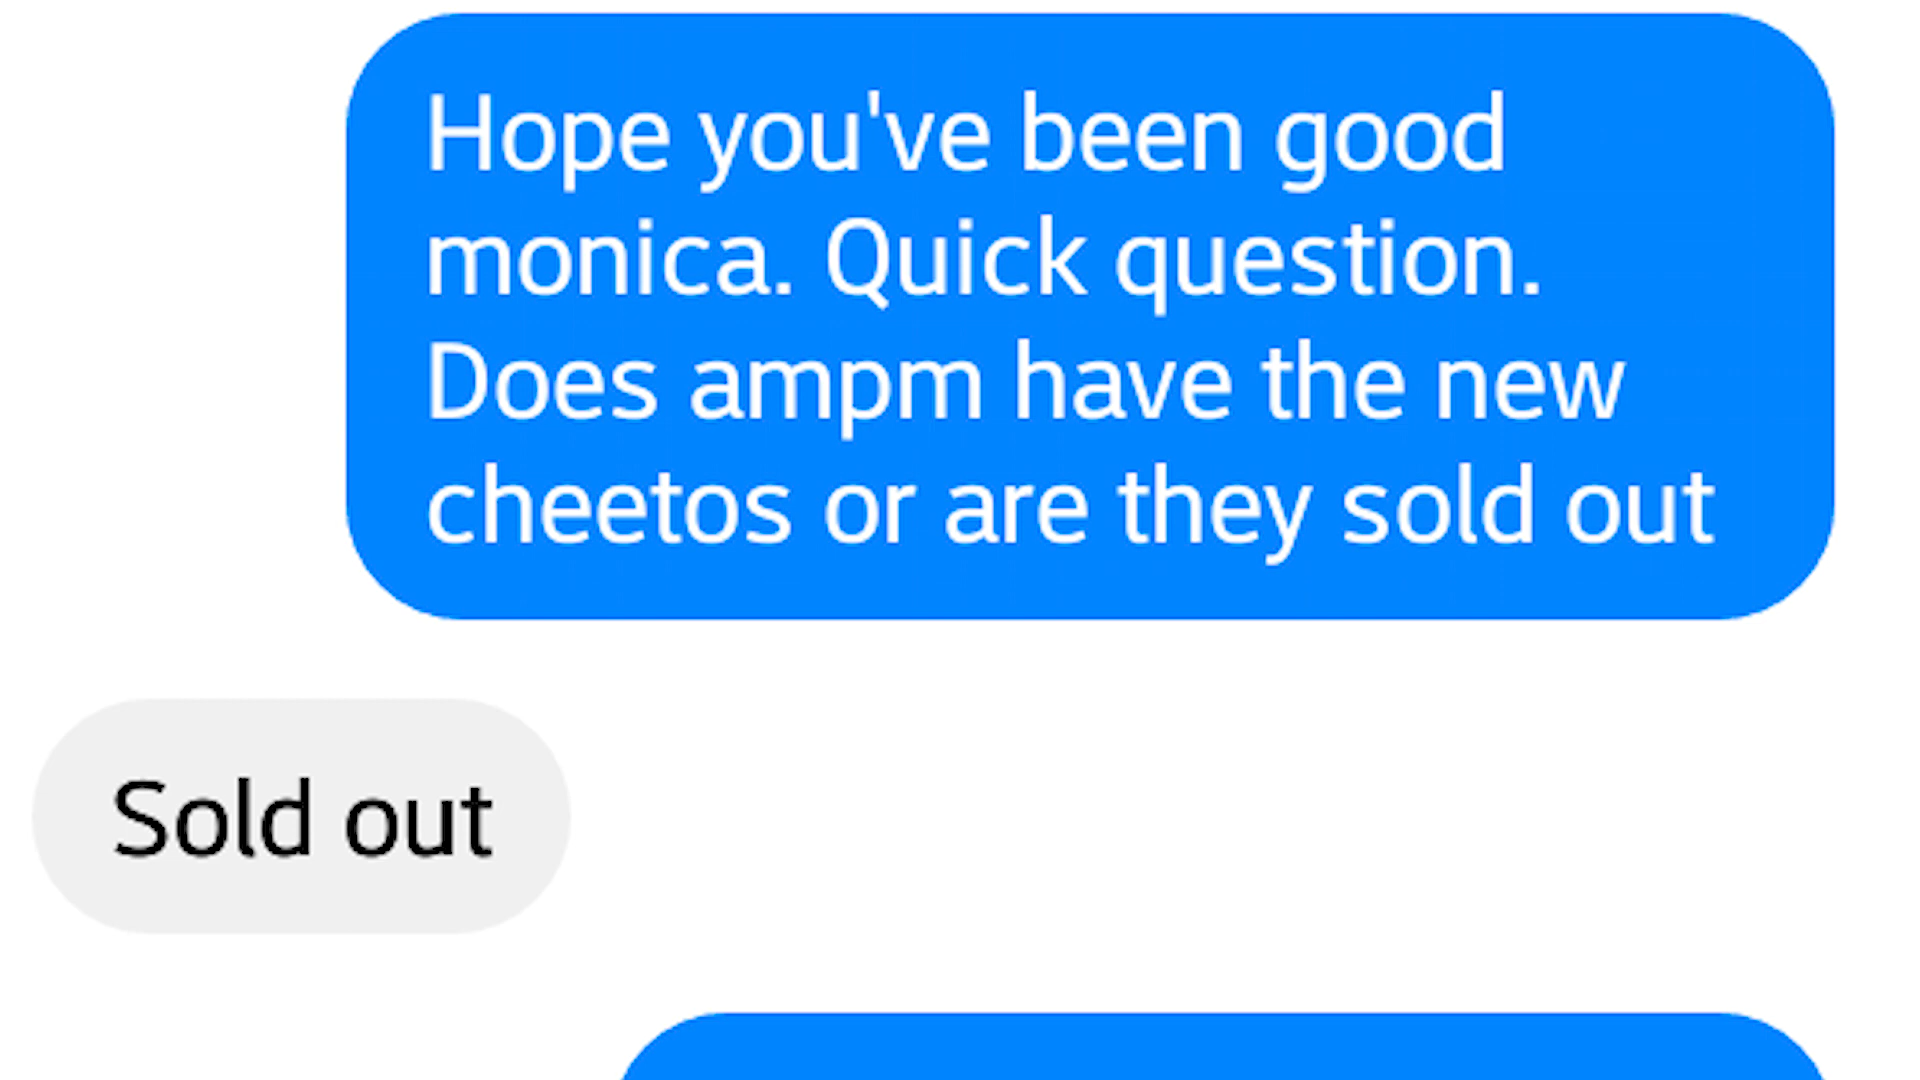 Hope you've been good
monica. Quick question.
Does ampm have the new
cheetos or are they sold out
Sold out